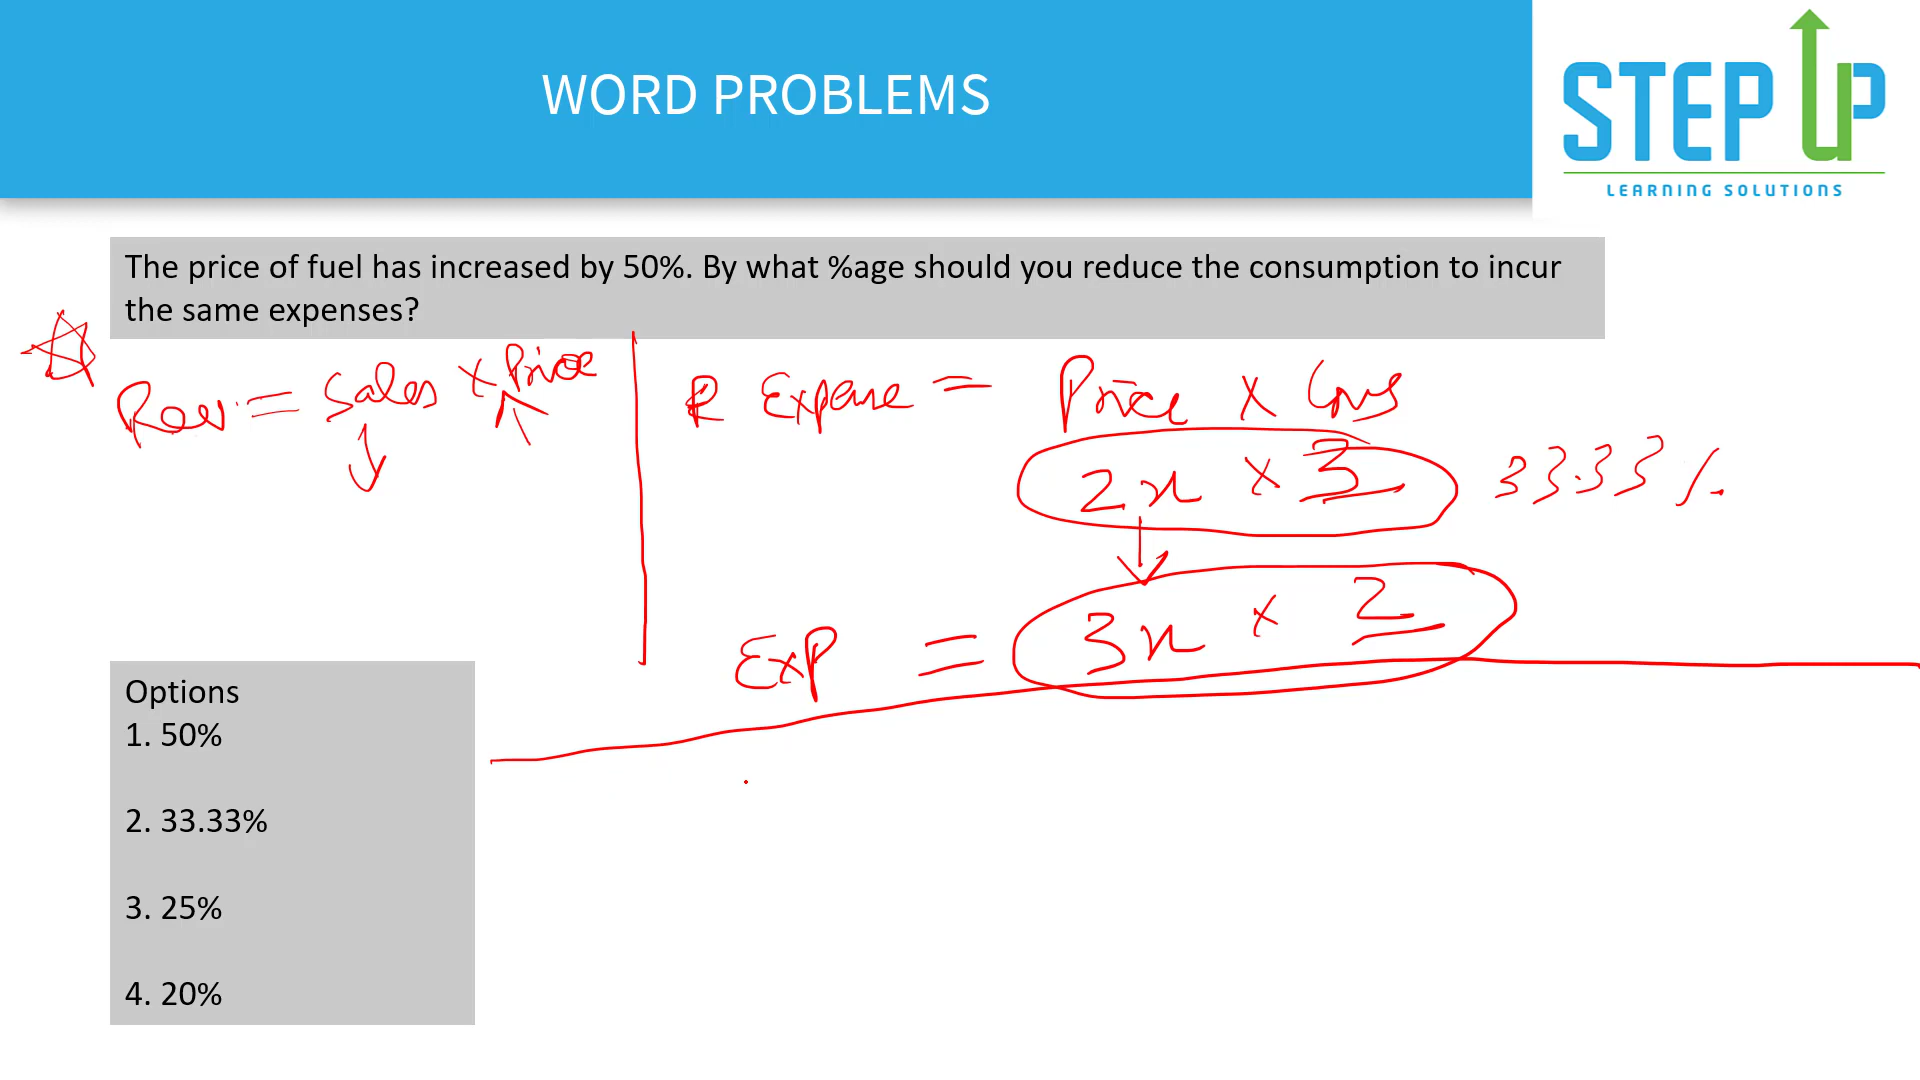 WORD PROBLEMS
STEP UP
LEARNING SOLUTIONS
The price of fuel has increased by 50%. By what %age should you reduce the consumption to incur
the same expenses?
Rev = Sales × Price
R Expense = Price × Cons
2x × 3 33.33 %
Exp = 3x × 2
Options
1. 50%
2. 33.33%
3. 25%
4. 20%